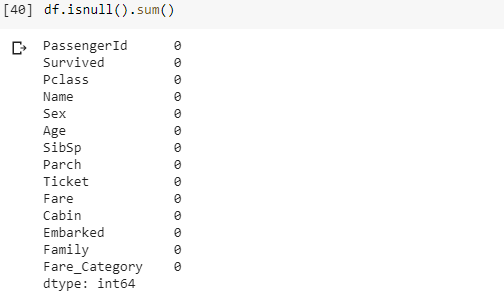 [40] df.isnull().sum()
PassengerId 0
Survived 0
Pclass 0
Name 0
Sex 0
Age 0
SibSp 0
Parch 0
Ticket 0
Fare 0
Cabin 0
Embarked 0
Family 0
Fare_Category 0
dtype: int64